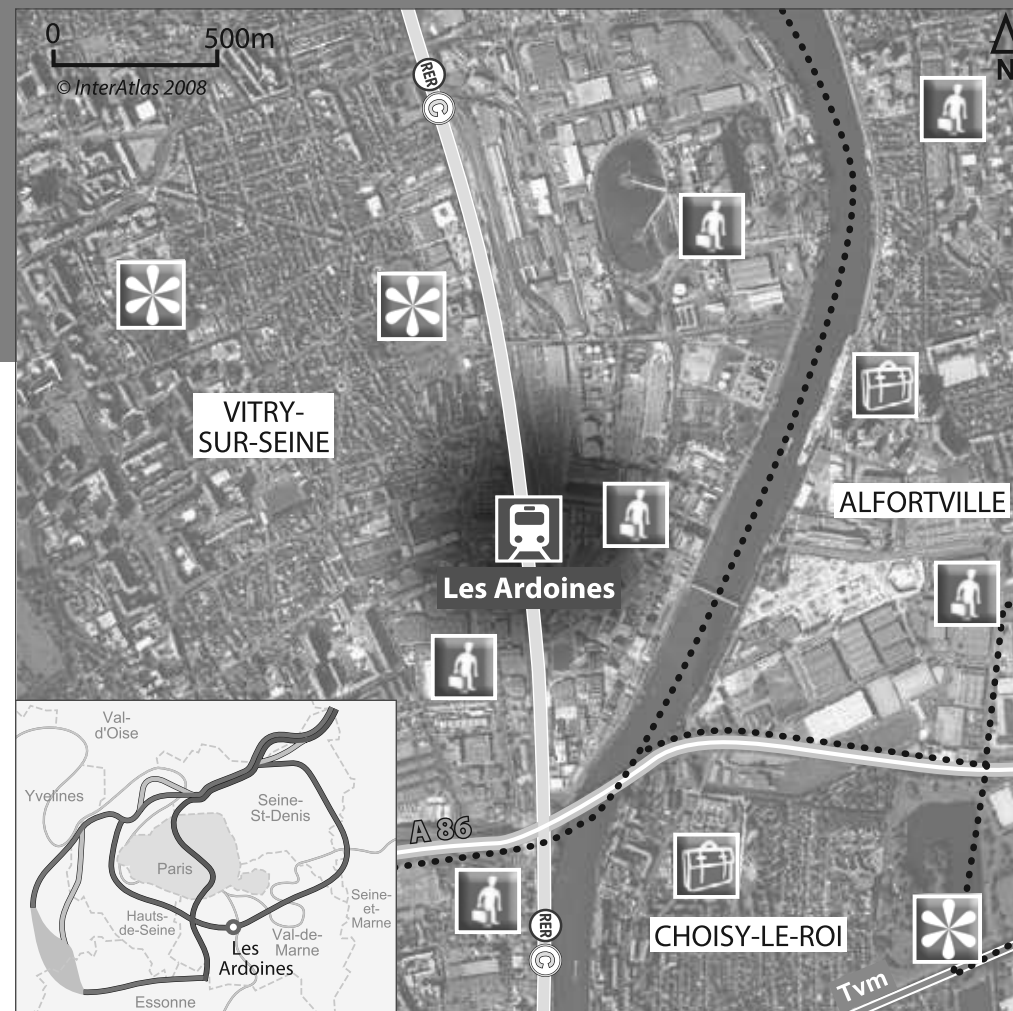 0 500m
© InterAtlas 2008
N
RER
C
VITRY-
SUR-SEINE
ALFORTVILLE
Les Ardoines
A 86
RER
C
CHOISY-LE-ROI
Tvm
Val-
d'Oise
Yvelines
Seine-
St-Denis
Paris
Hauts-
de-Seine
Seine-
et-
Marne
Val-de-
Marne
Les
Ardoines
Essonne